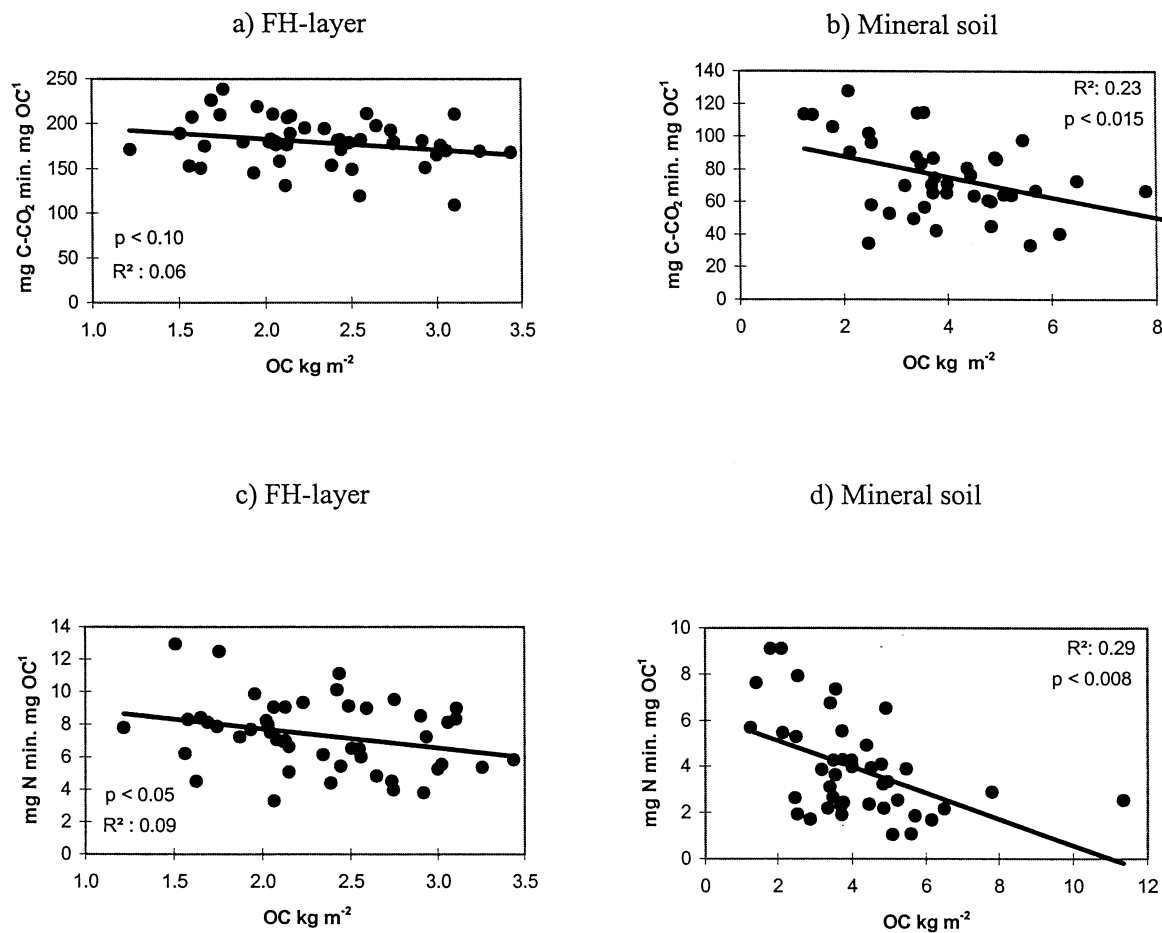 a) FH-layer
mg C-CO₂ min. mg OC⁻¹
250
200
150
100
50
0
p < 0.10
R² : 0.06
1.0 1.5 2.0 2.5 3.0 3.5
OC kg m⁻²
b) Mineral soil
mg C-CO₂ min. mg OC⁻¹
140
120
100
80
60
40
20
0
R²: 0.23
p < 0.015
0 2 4 6 8
OC kg m⁻²
c) FH-layer
mg N min. mg OC⁻¹
14
12
10
8
6
4
2
0
p < 0.05
R² : 0.09
1.0 1.5 2.0 2.5 3.0 3.5
OC kg m⁻²
d) Mineral soil
mg N min. mg OC⁻¹
10
8
6
4
2
0
R²: 0.29
p < 0.008
0 2 4 6 8 10 12
OC kg m⁻²